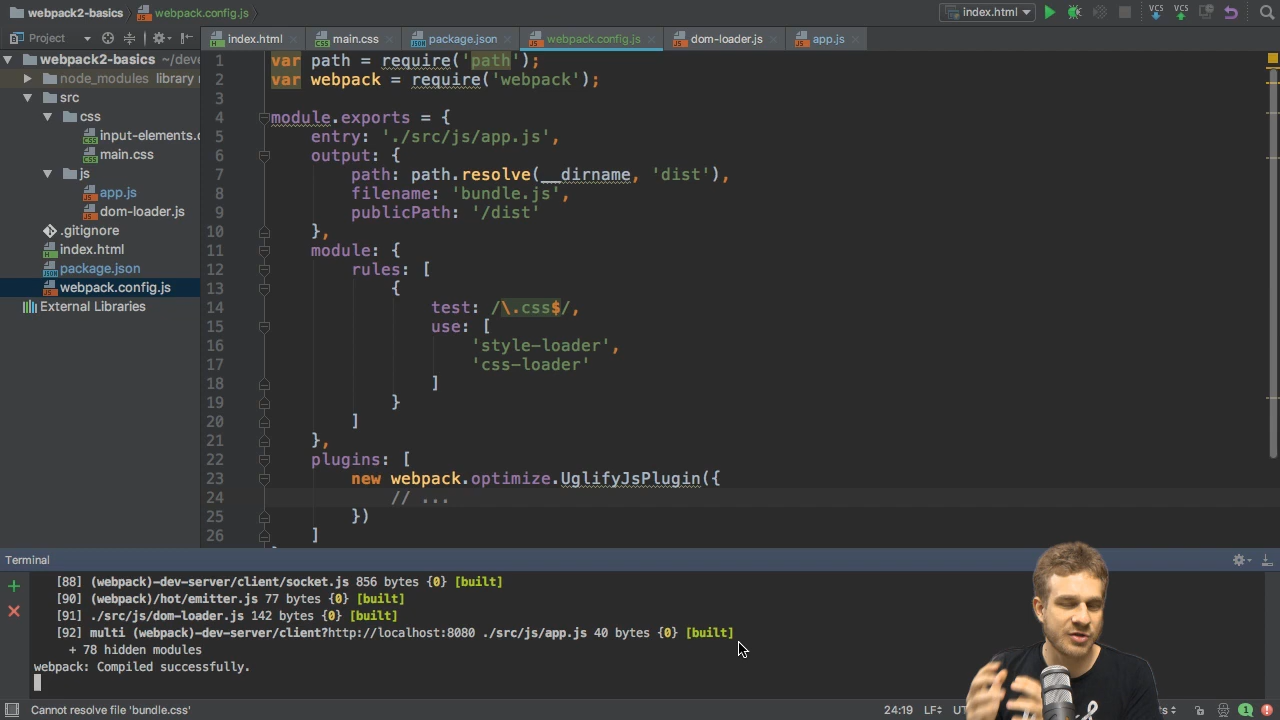 webpack2-basics webpack.config.js index.html VCS VCS
Project index.html main.css package.json webpack.config.js dom-loader.js app.js
webpack2-basics ~/deve
node_modules library
src
css
input-elements.c
main.css
js
app.js
dom-loader.js
.gitignore
index.html
package.json
webpack.config.js
External Libraries
1 var path = require('path');
2 var webpack = require('webpack');
3
4 module.exports = {
5 entry: './src/js/app.js',
6 output: {
7 path: path.resolve(__dirname, 'dist'),
8 filename: 'bundle.js',
9 publicPath: '/dist'
10 },
11 module: {
12 rules: [
13 {
14 test: /\.css$/,
15 use: [
16 'style-loader',
17 'css-loader'
18 ]
19 }
20 ]
21 },
22 plugins: [
23 new webpack.optimize.UglifyJsPlugin({
24 // ...
25 })
26 ]
Terminal
[88] (webpack)-dev-server/client/socket.js 856 bytes {0} [built]
[90] (webpack)/hot/emitter.js 77 bytes {0} [built]
[91] ./src/js/dom-loader.js 142 bytes {0} [built]
[92] multi (webpack)-dev-server/client?http://localhost:8080 ./src/js/app.js 40 bytes {0} [built]
+ 78 hidden modules
webpack: Compiled successfully.
Cannot resolve file 'bundle.css' 24:19 LF 1